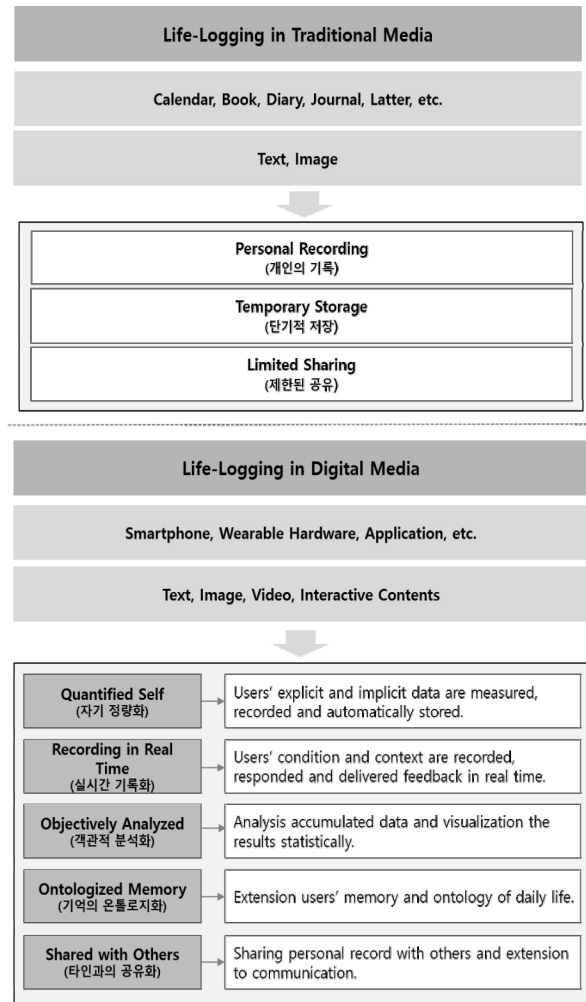 Life-Logging in Traditional Media
Calendar, Book, Diary, Journal, Latter, etc.
Text, Image
Personal Recording
(개인의 기록)
Temporary Storage
(단기적 저장)
Limited Sharing
(제한된 공유)
Life-Logging in Digital Media
Smartphone, Wearable Hardware, Application, etc.
Text, Image, Video, Interactive Contents
Quantified Self
(자기 정량화)
Users’ explicit and implicit data are measured,
recorded and automatically stored.
Recording in Real
Time
(실시간 기록화)
Users’ condition and context are recorded,
responded and delivered feedback in real time.
Objectively Analyzed
(객관적 분석화)
Analysis accumulated data and visualization the
results statistically.
Ontologized Memory
(기억의 온톨로지화)
Extension users’ memory and ontology of daily life.
Shared with Others
(타인과의 공유화)
Sharing personal record with others and extension
to communication.